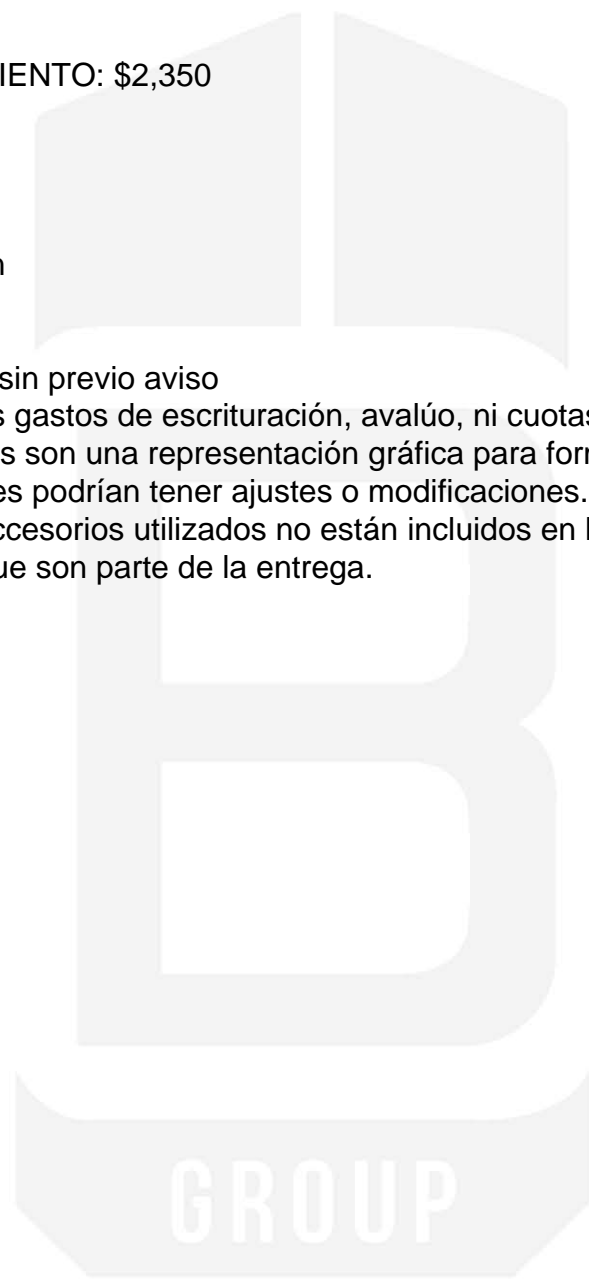 IENTO: $2,350
n
sin previo aviso
s gastos de escrituración, avalúo, ni cuotas
s son una representación gráfica para for
es podrían tener ajustes o modificaciones.
ccesorios utilizados no están incluidos en l
ue son parte de la entrega.
B
GROUP